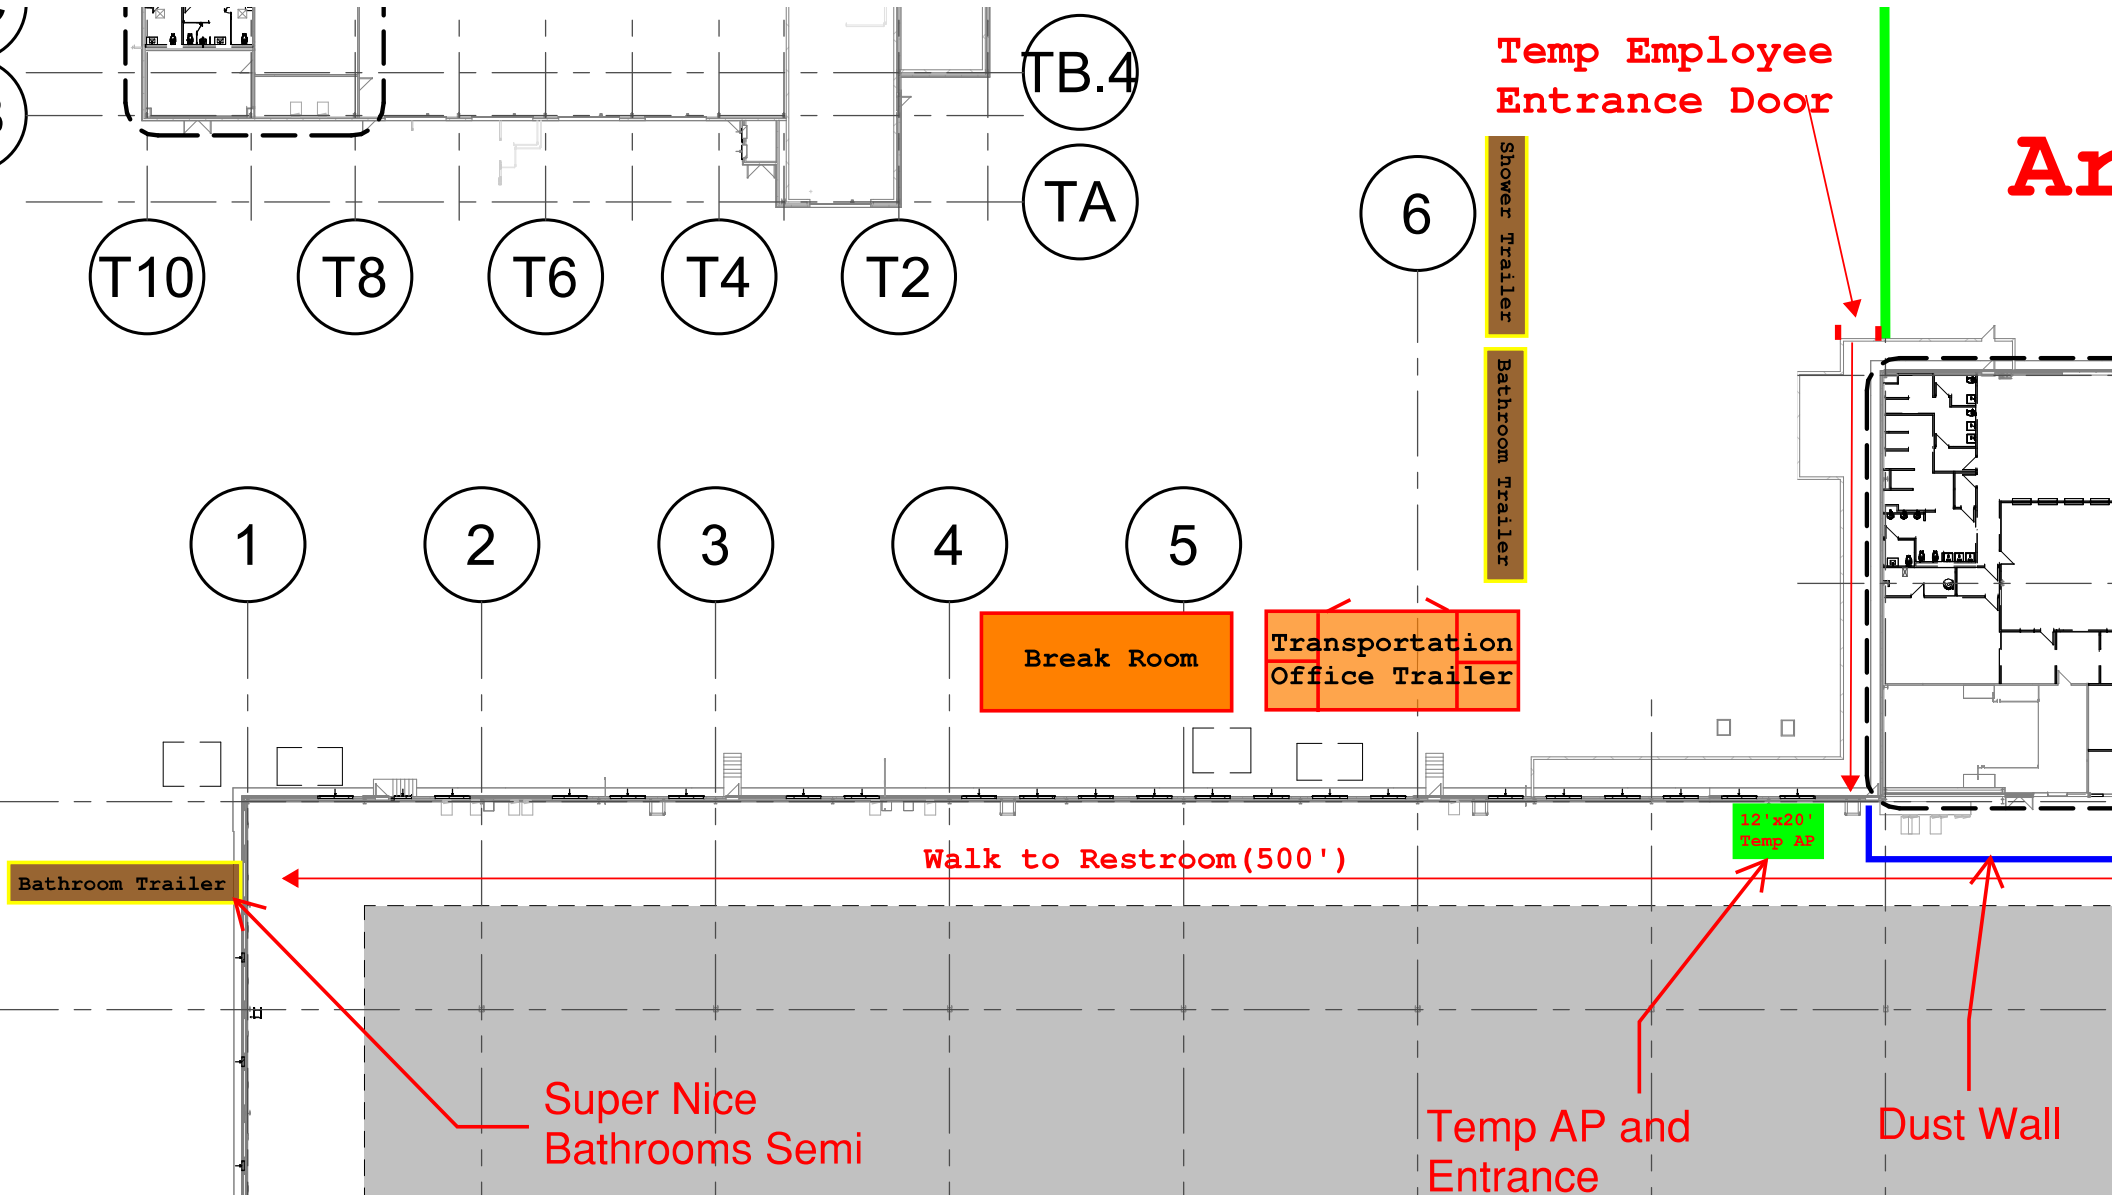 TB.4
TA
T10
T8
T6
T4
T2
Temp Employee
Entrance Door
6
Shower Trailer
Bathroom Trailer
1
2
3
4
5
Break Room
Transportation
Office Trailer
12'x20'
Temp AP
Walk to Restroom(500')
Bathroom Trailer
Super Nice
Bathrooms Semi
Temp AP and
Entrance
Dust Wall